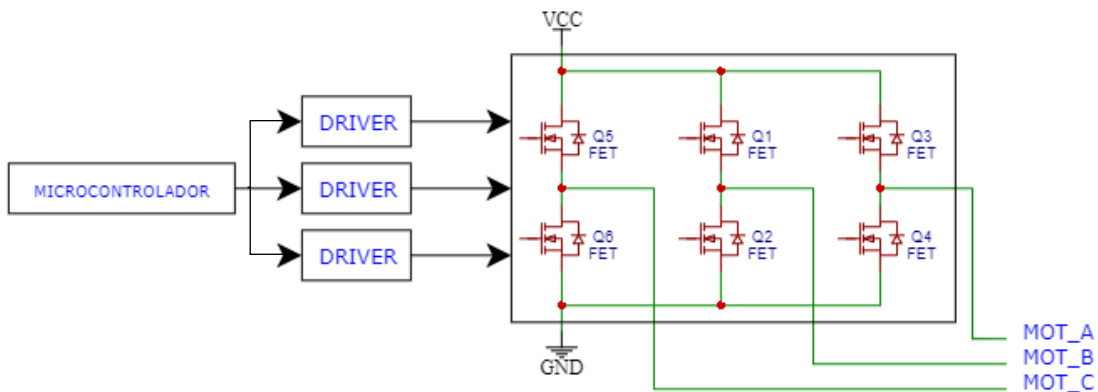 VCC
DRIVER
Q5
FET
Q1
FET
Q3
FET
MICROCONTROLADOR
DRIVER
DRIVER
Q6
FET
Q2
FET
Q4
FET
GND
MOT_A
MOT_B
MOT_C